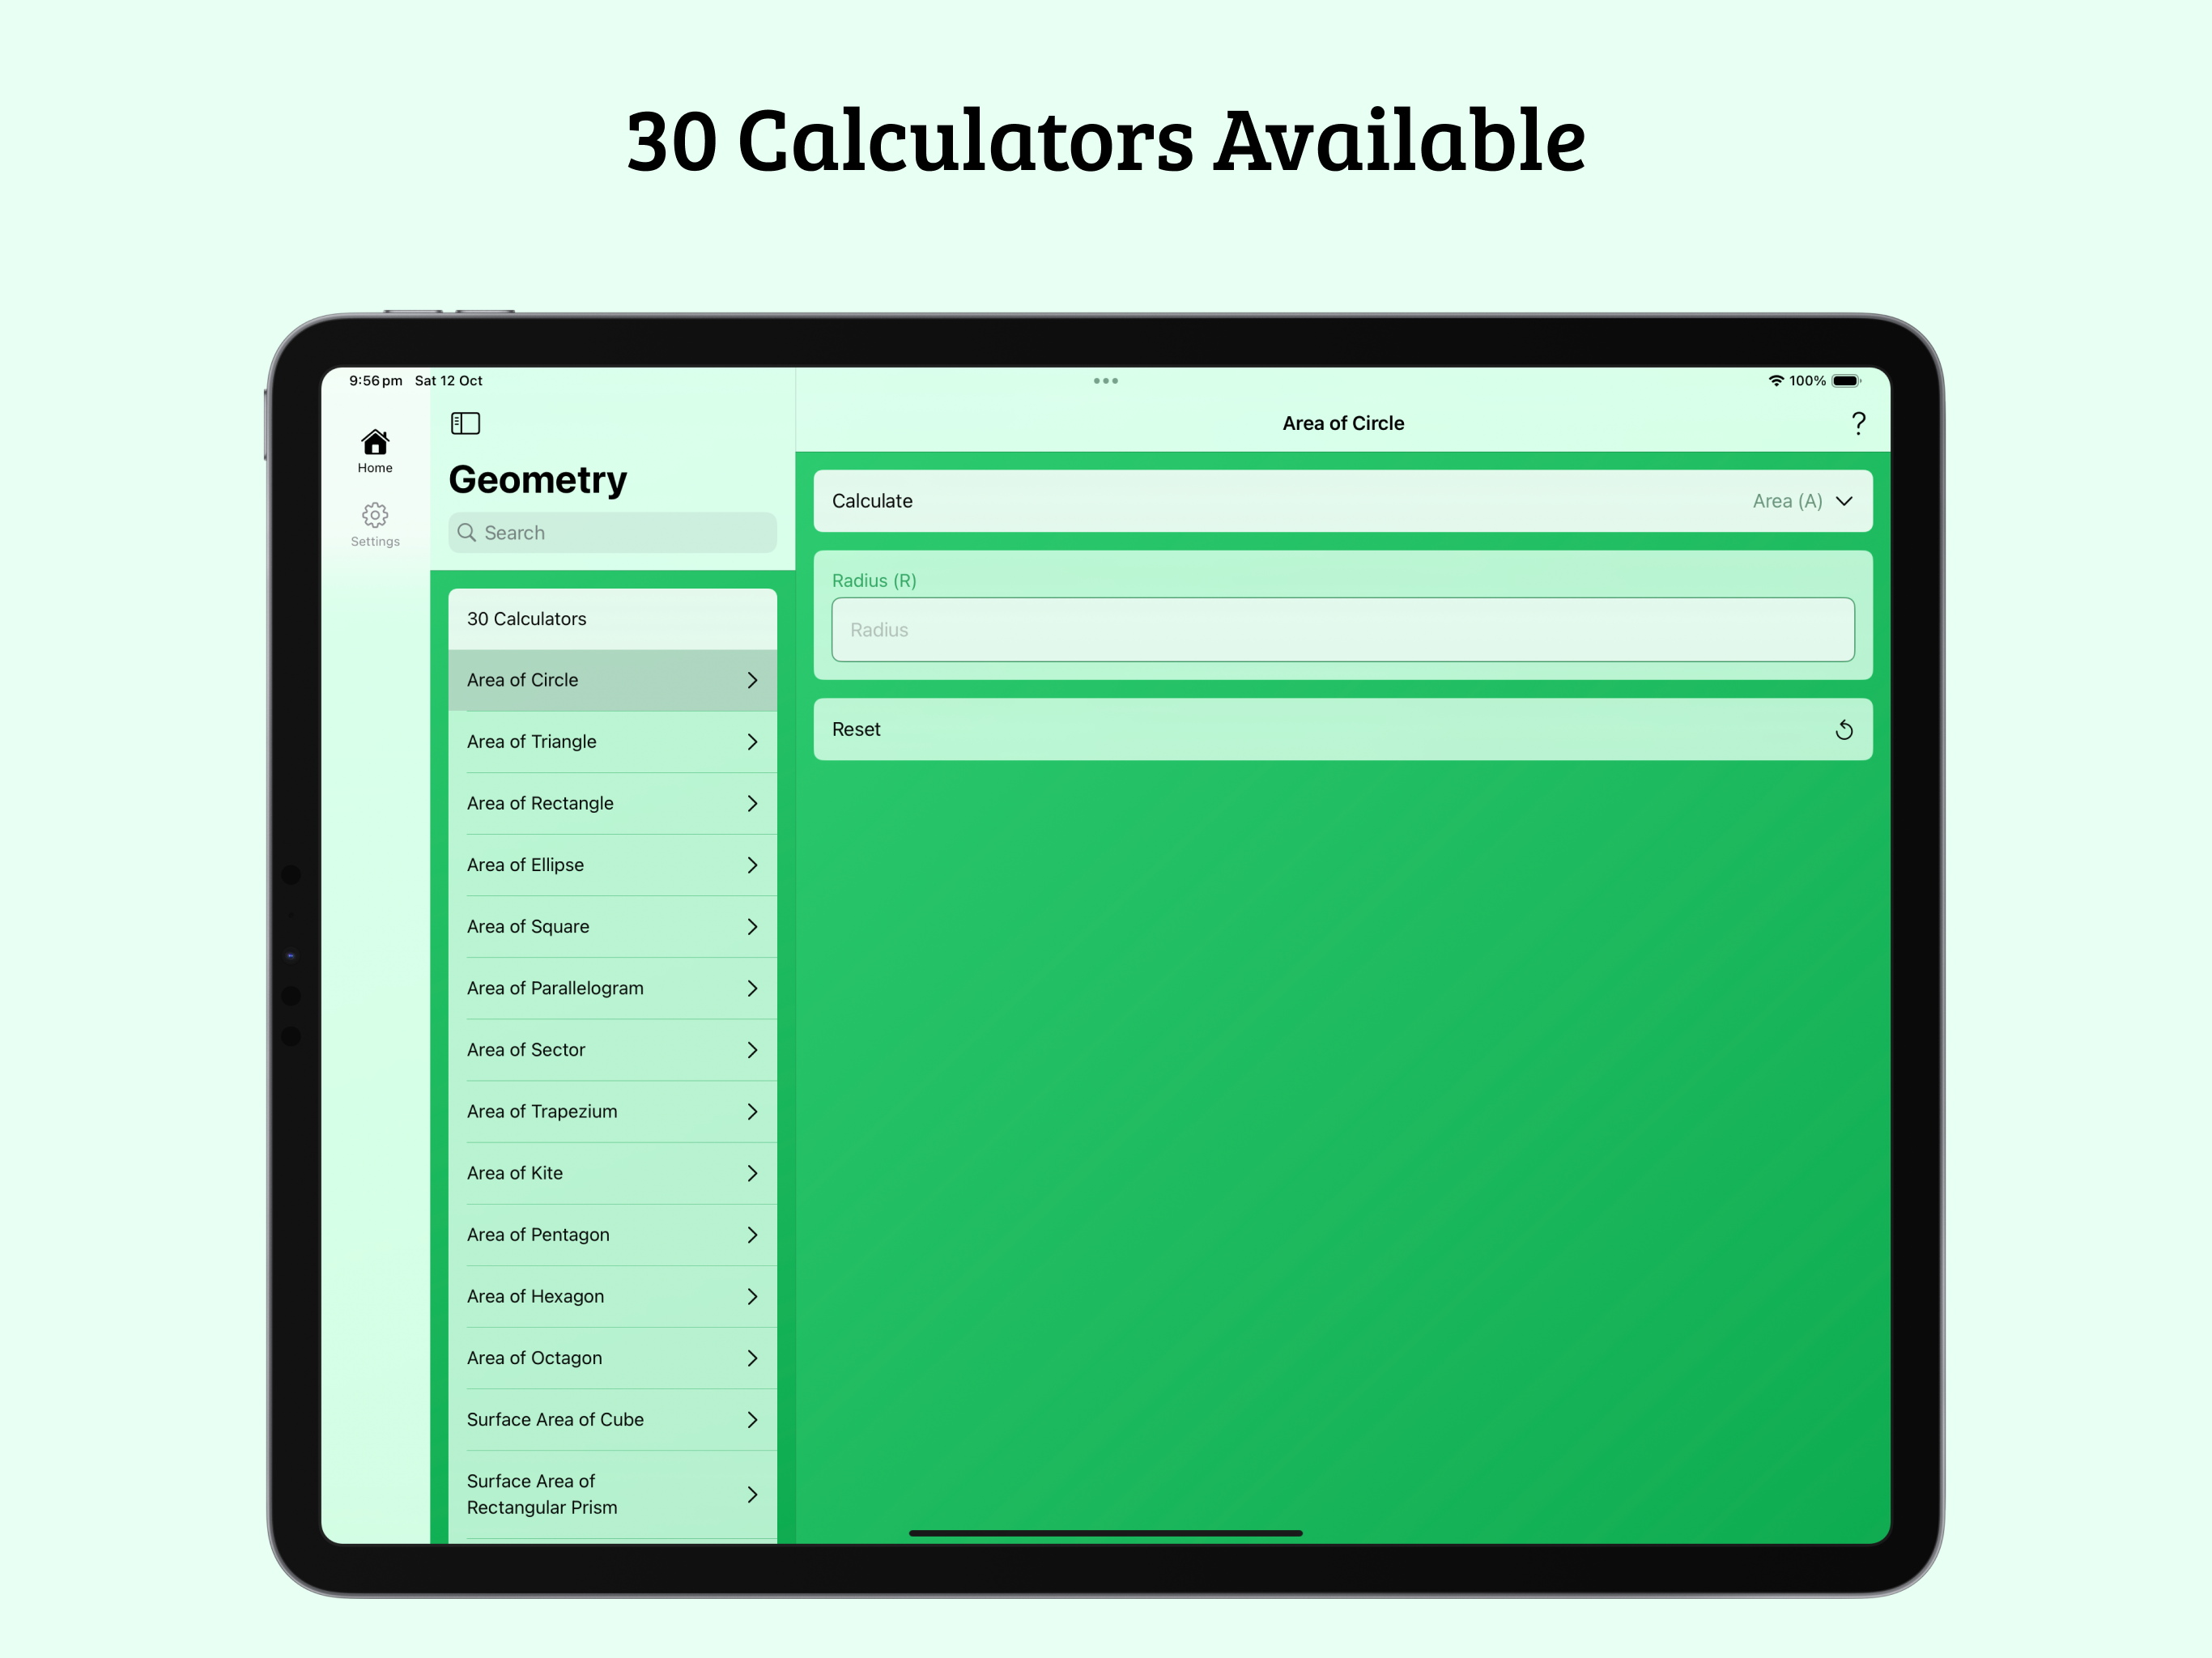 30 Calculators Available
9:56 pm Sat 12 Oct
100%
Home
Settings
Geometry
Search
30 Calculators
Area of Circle
Area of Triangle
Area of Rectangle
Area of Ellipse
Area of Square
Area of Parallelogram
Area of Sector
Area of Trapezium
Area of Kite
Area of Pentagon
Area of Hexagon
Area of Octagon
Surface Area of Cube
Surface Area of
Rectangular Prism
Area of Circle
?
Calculate
Area (A)
Radius (R)
Radius
Reset